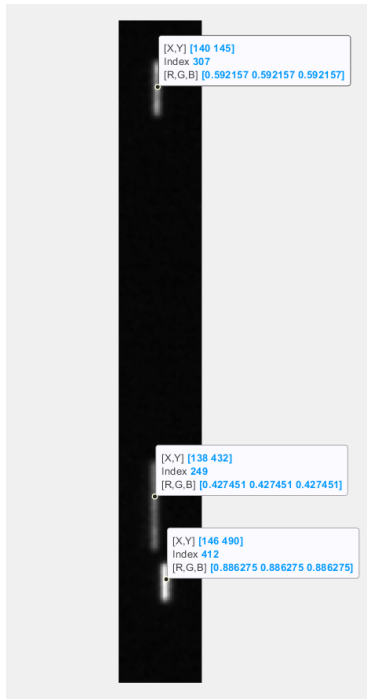 [X,Y] [140 145]
Index 307
[R,G,B] [0.592157 0.592157 0.592157]
[X,Y] [138 432]
Index 249
[R,G,B] [0.427451 0.427451 0.427451]
[X,Y] [146 490]
Index 412
[R,G,B] [0.886275 0.886275 0.886275]